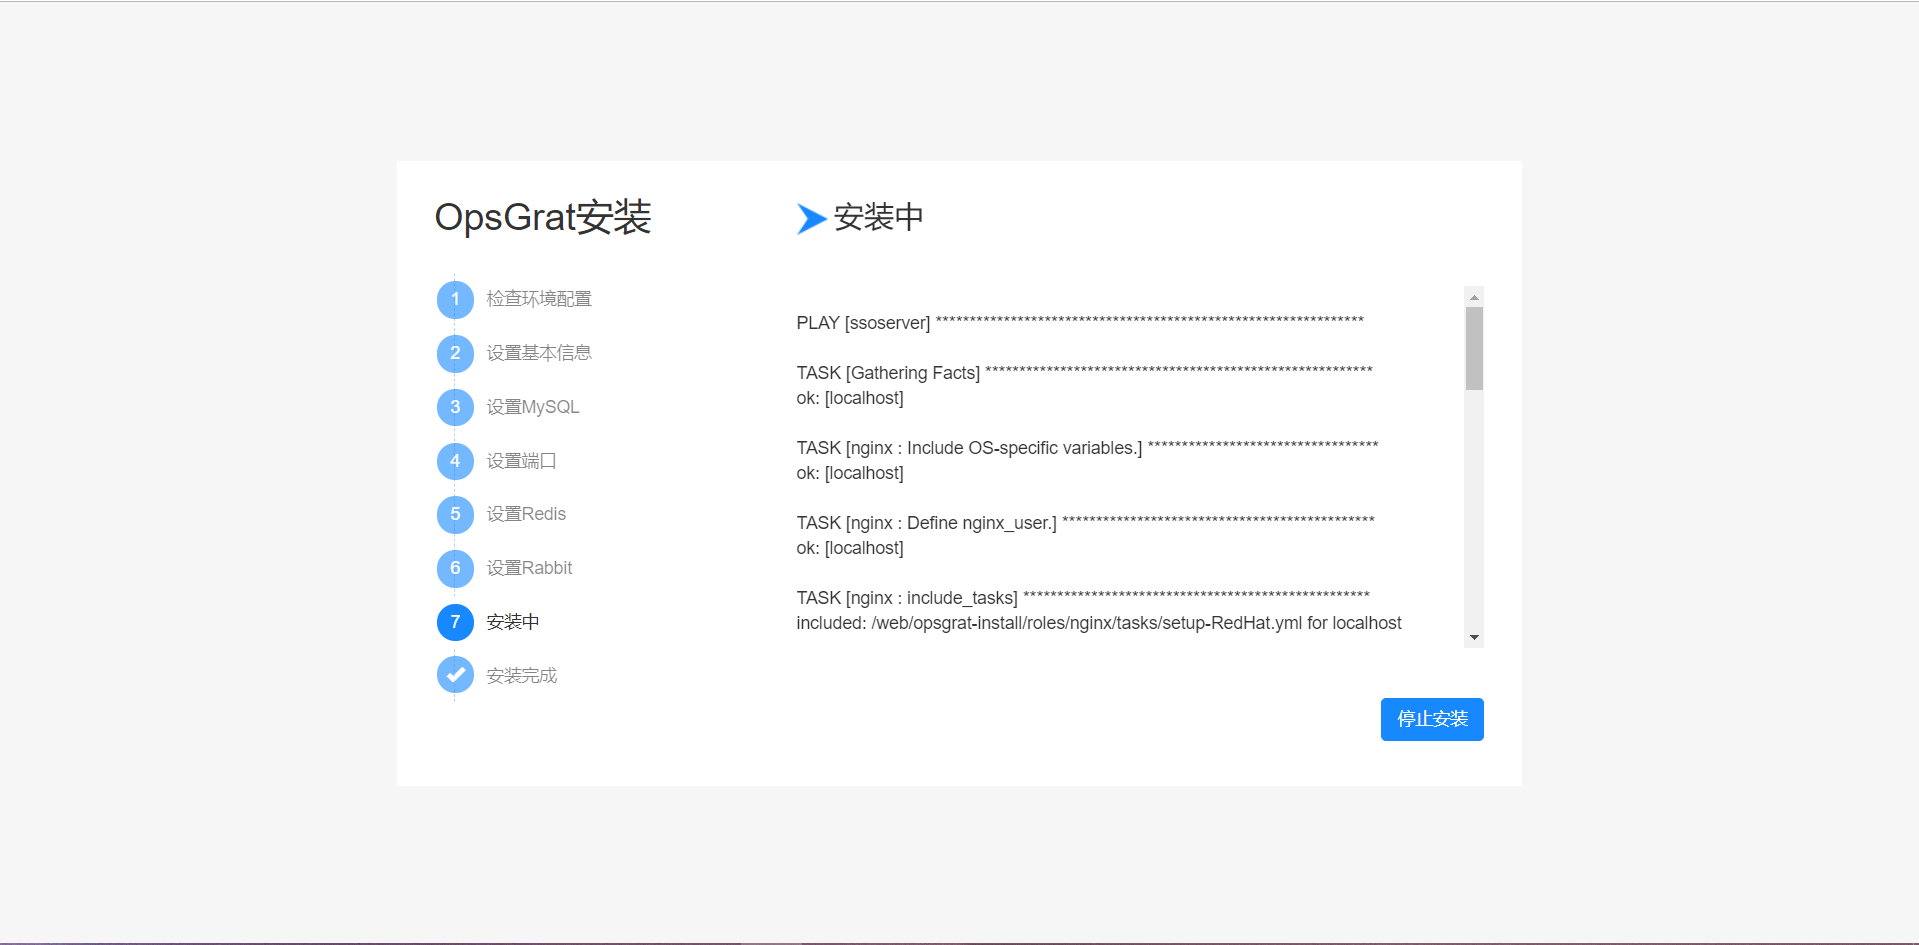 OpsGrat安装
1 检查环境配置
2 设置基本信息
3 设置MySQL
4 设置端口
5 设置Redis
6 设置Rabbit
7 安装中
安装完成
安装中
PLAY [ssoserver] ***************************************************************
TASK [Gathering Facts] *********************************************************
ok: [localhost]
TASK [nginx : Include OS-specific variables.] **********************************
ok: [localhost]
TASK [nginx : Define nginx_user.] **********************************************
ok: [localhost]
TASK [nginx : include_tasks] ***************************************************
included: /web/opsgrat-install/roles/nginx/tasks/setup-RedHat.yml for localhost
停止安装